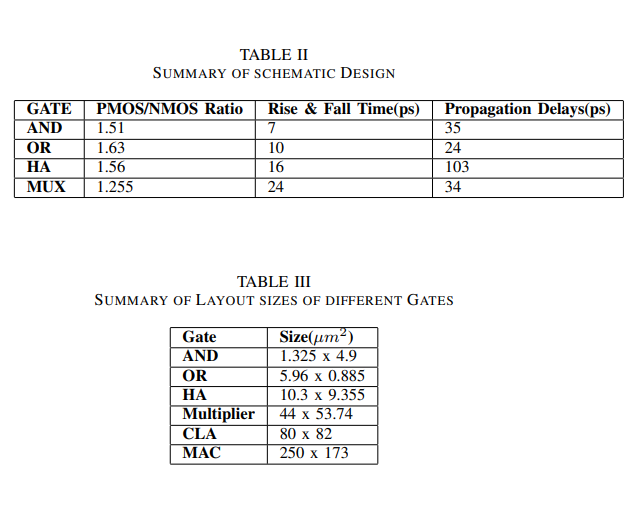 TABLE II
SUMMARY OF SCHEMATIC DESIGN
GATE PMOS/NMOS Ratio Rise & Fall Time(ps) Propagation Delays(ps)
AND 1.51 7 35
OR 1.63 10 24
HA 1.56 16 103
MUX 1.255 24 34
TABLE III
SUMMARY OF LAYOUT SIZES OF DIFFERENT GATES
Gate Size(μm²)
AND 1.325 x 4.9
OR 5.96 x 0.885
HA 10.3 x 9.355
Multiplier 44 x 53.74
CLA 80 x 82
MAC 250 x 173